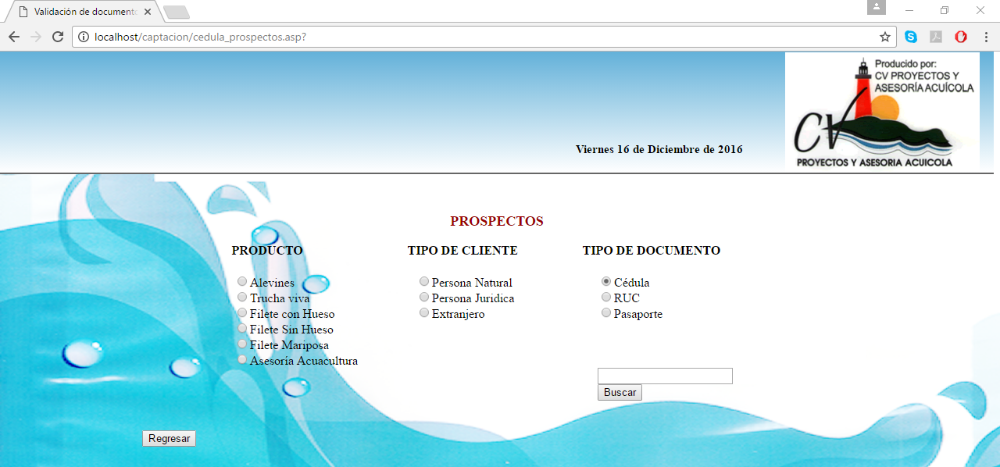 Validación de documento
localhost/captacion/cedula_prospectos.asp?
Producido por:
CV PROYECTOS Y
ASESORÍA ACUÍCOLA
CV
PROYECTOS Y ASESORIA ACUICOLA
Viernes 16 de Diciembre de 2016
PROSPECTOS
PRODUCTO TIPO DE CLIENTE TIPO DE DOCUMENTO
Alevines Persona Natural Cédula
Trucha viva Persona Juridica RUC
Filete con Hueso Extranjero Pasaporte
Filete Sin Hueso
Filete Mariposa
Asesoría Acuacultura
Buscar
Regresar